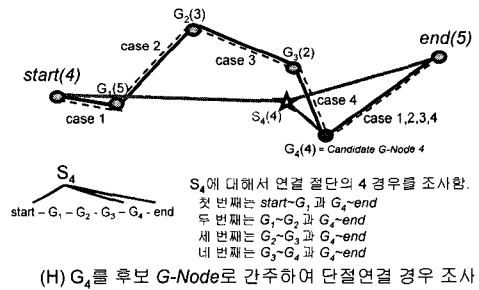 G₂(3)
end(5)
case 2
case 3
G₃(2)
start(4)
G₁(5)
case 4
case 1
S₄(4)
case 1,2,3,4
G₄(4) = Candidate G-Node 4
S₄
start – G₁ – G₂ - G₃ – G₄ - end
S₄에 대해서 연결 절단의 4 경우를 조사함.
첫 번째는 start~G₁ 과 G₄~end
두 번째는 G₁~G₂ 과 G₄~end
세 번째는 G₂~G₃ 과 G₄~end
네 번째는 G₃~G₄ 과 G₄~end
(H) G₄를 후보 G-Node로 간주하여 단절연결 경우 조사